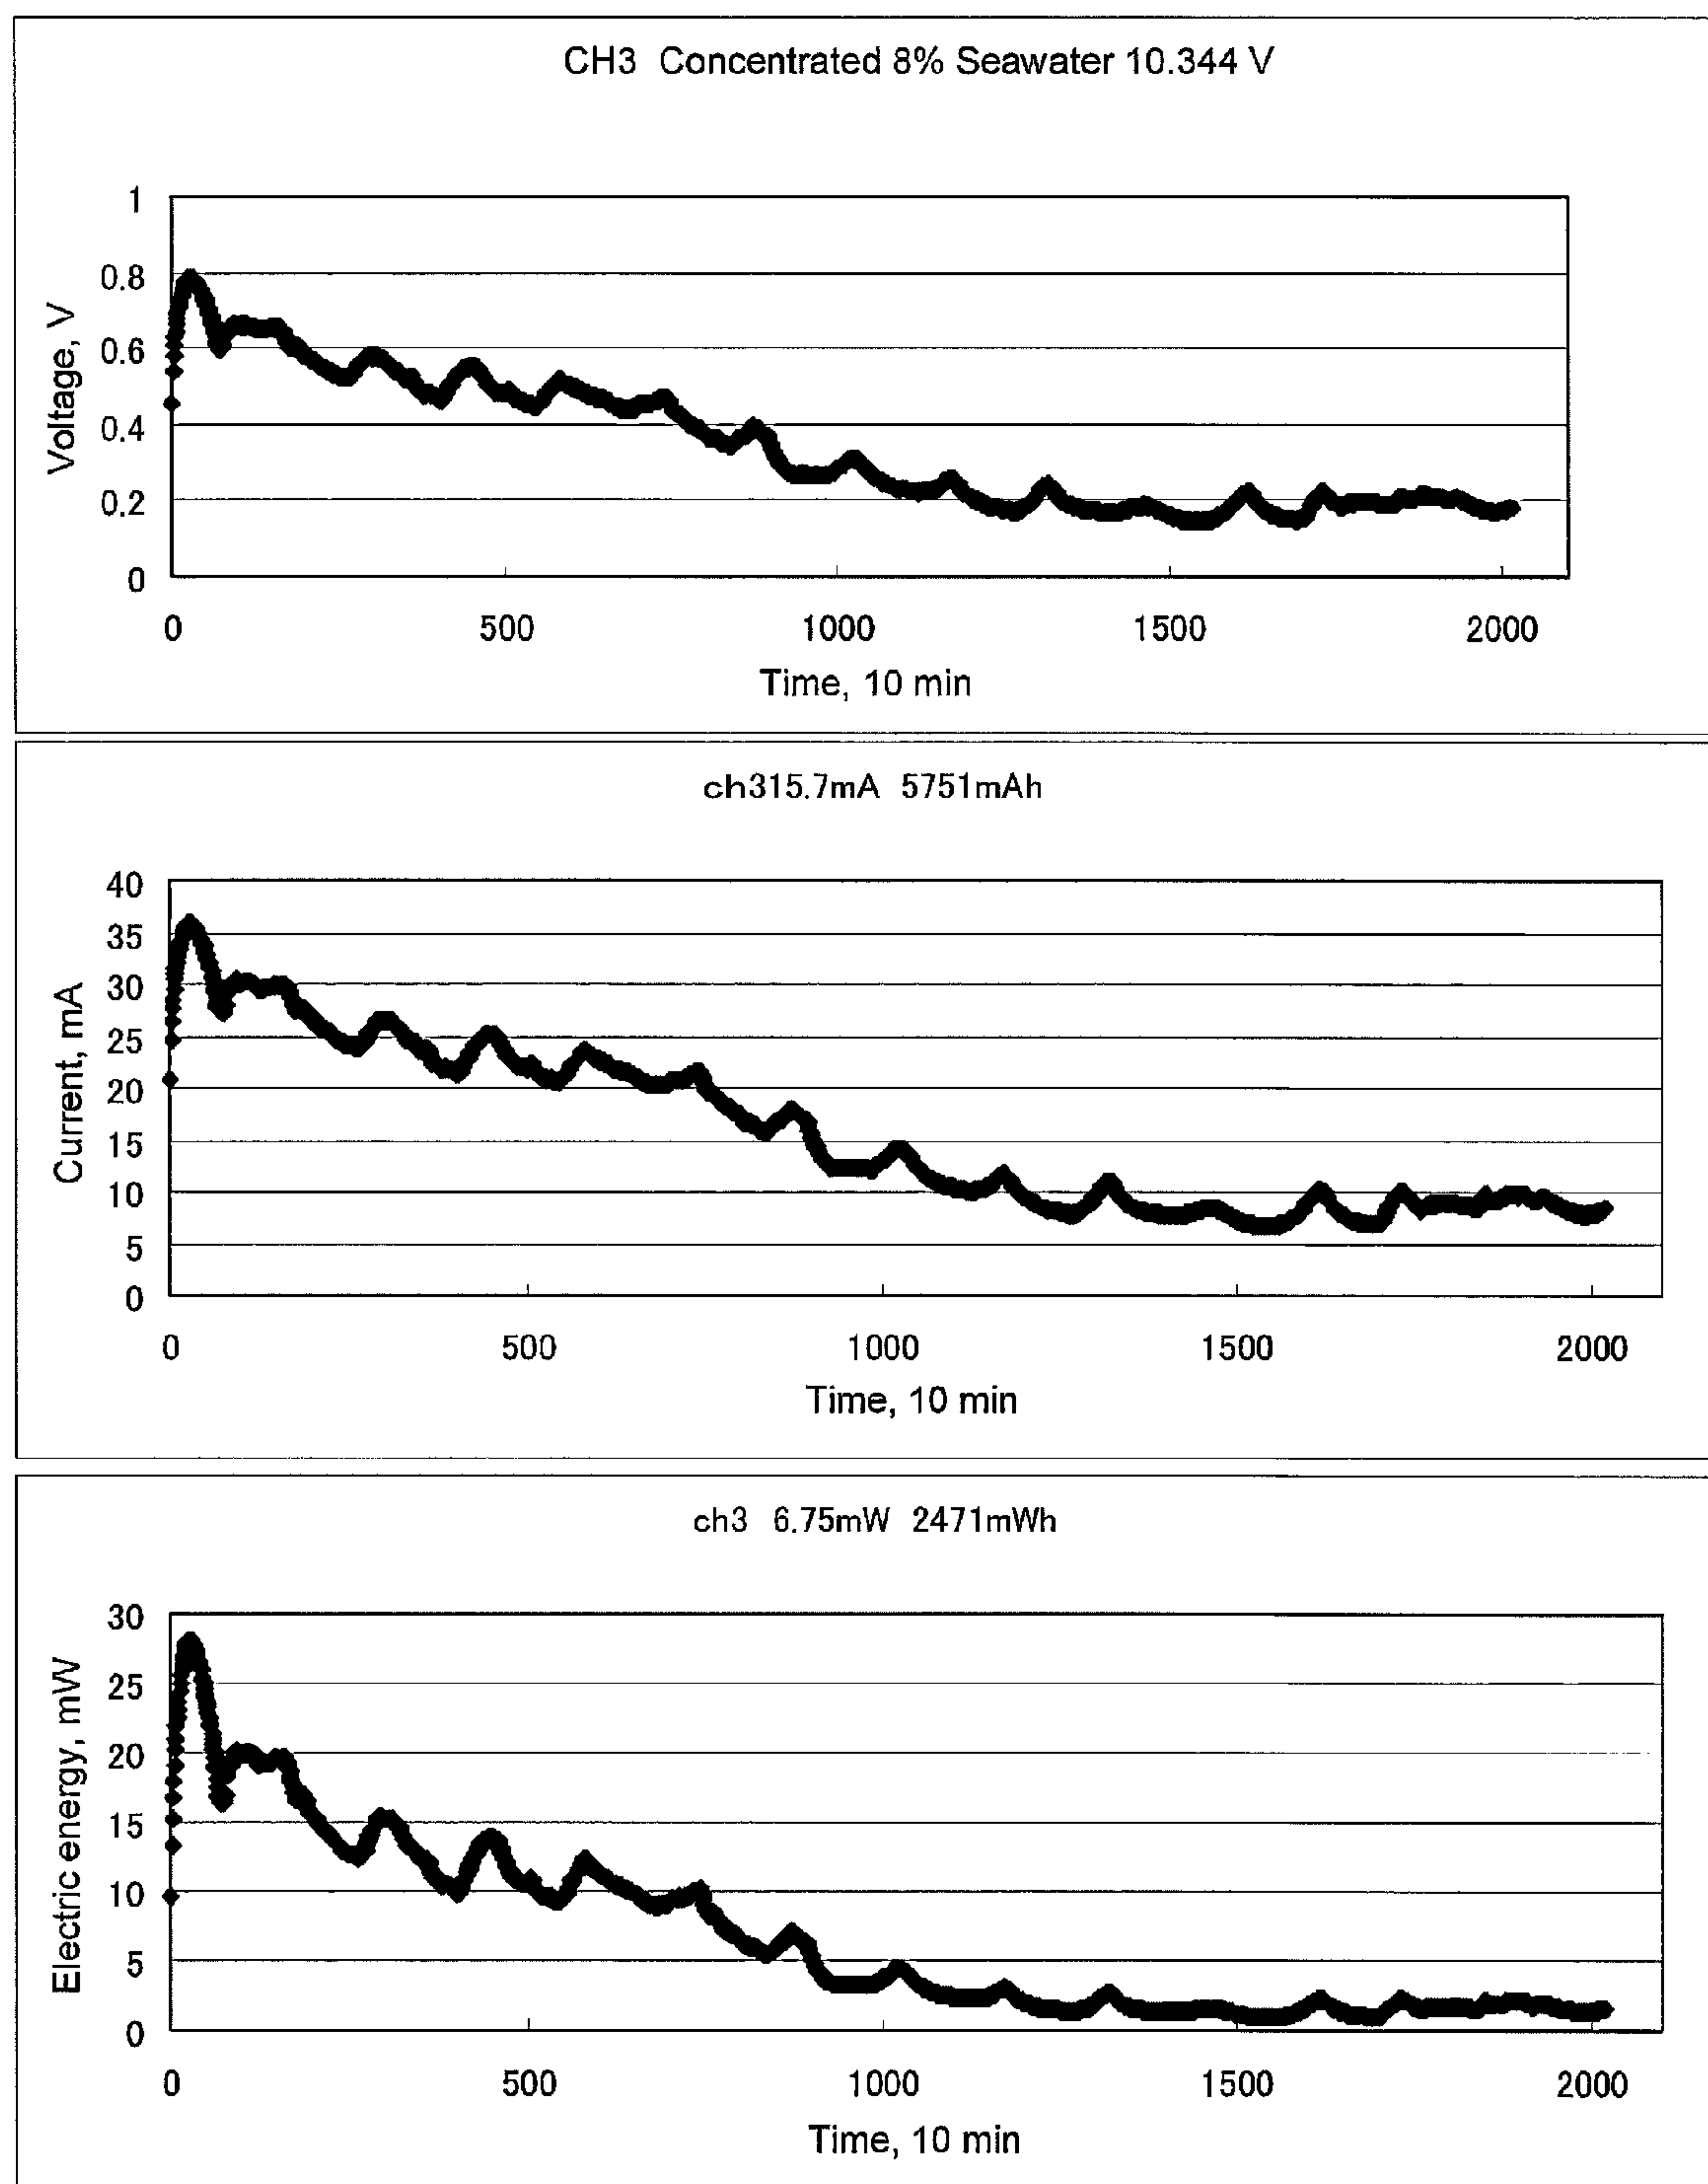 CH3 Concentrated 8% Seawater 10.344 V
1
0.8
0.6
0.4
0.2
0
Voltage, V
0 500 1000 1500 2000
Time, 10 min
ch315.7mA 5751mAh
40
35
30
25
20
15
10
5
0
Current, mA
0 500 1000 1500 2000
Time, 10 min
ch3 6.75mW 2471mWh
30
25
20
15
10
5
0
Electric energy, mW
0 500 1000 1500 2000
Time, 10 min